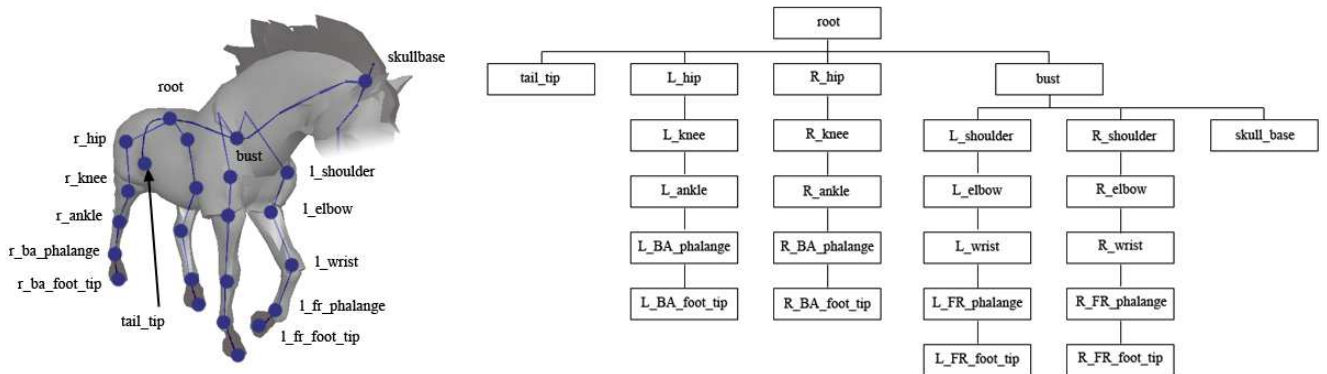 skullbase
root
r_hip
bust
l_shoulder
r_knee
l_elbow
r_ankle
r_ba_phalange
l_wrist
r_ba_foot_tip
l_fr_phalange
tail_tip
l_fr_foot_tip
root
tail_tip L_hip R_hip bust
L_knee R_knee L_shoulder R_shoulder skull_base
L_ankle R_ankle L_elbow R_elbow
L_BA_phalange R_BA_phalange L_wrist R_wrist
L_BA_foot_tip R_BA_foot_tip L_FR_phalange R_FR_phalange
L_FR_foot_tip R_FR_foot_tip